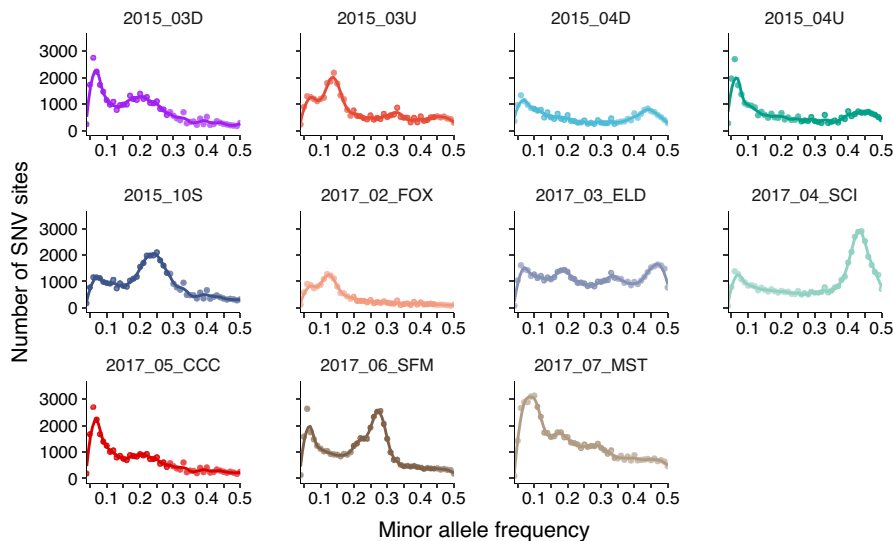 2015_03D 2015_03U 2015_04D 2015_04U
3000
2000
1000
0
0.1 0.2 0.3 0.4 0.5 0.1 0.2 0.3 0.4 0.5 0.1 0.2 0.3 0.4 0.5 0.1 0.2 0.3 0.4 0.5
2015_10S 2017_02_FOX 2017_03_ELD 2017_04_SCI
3000
2000
1000
0
0.1 0.2 0.3 0.4 0.5 0.1 0.2 0.3 0.4 0.5 0.1 0.2 0.3 0.4 0.5 0.1 0.2 0.3 0.4 0.5
2017_05_CCC 2017_06_SFM 2017_07_MST
3000
2000
1000
0
0.1 0.2 0.3 0.4 0.5 0.1 0.2 0.3 0.4 0.5 0.1 0.2 0.3 0.4 0.5
Number of SNV sites
Minor allele frequency